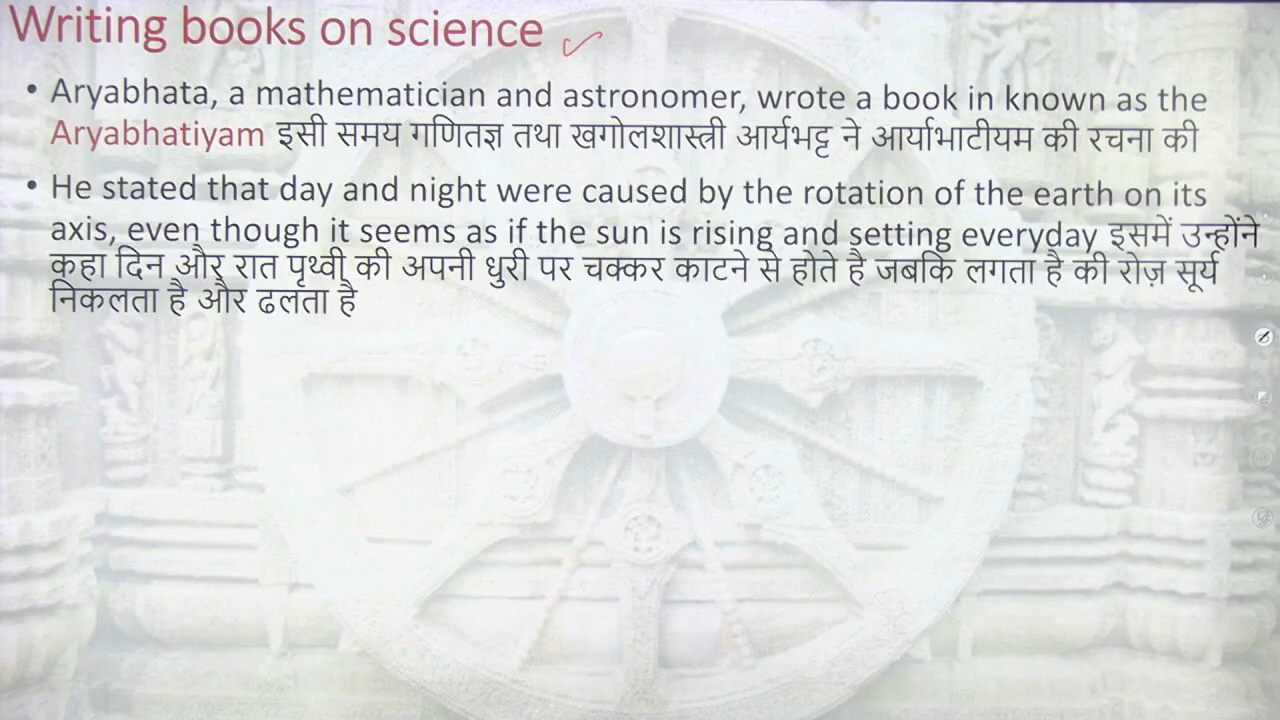 Writing books on science
• Aryabhata, a mathematician and astronomer, wrote a book in known as the
Aryabhatiyam इसी समय गणितज्ञ तथा खगोलशास्त्री आर्यभट्ट ने आर्याभाटीयम की रचना की
• He stated that day and night were caused by the rotation of the earth on its
axis, even though it seems as if the sun is rising and setting everyday इसमें उन्होंने
कहा दिन और रात पृथ्वी की अपनी धुरी पर चक्कर काटने से होते है जबकि लगता है की रोज़ सूर्य
निकलता है और ढलता है